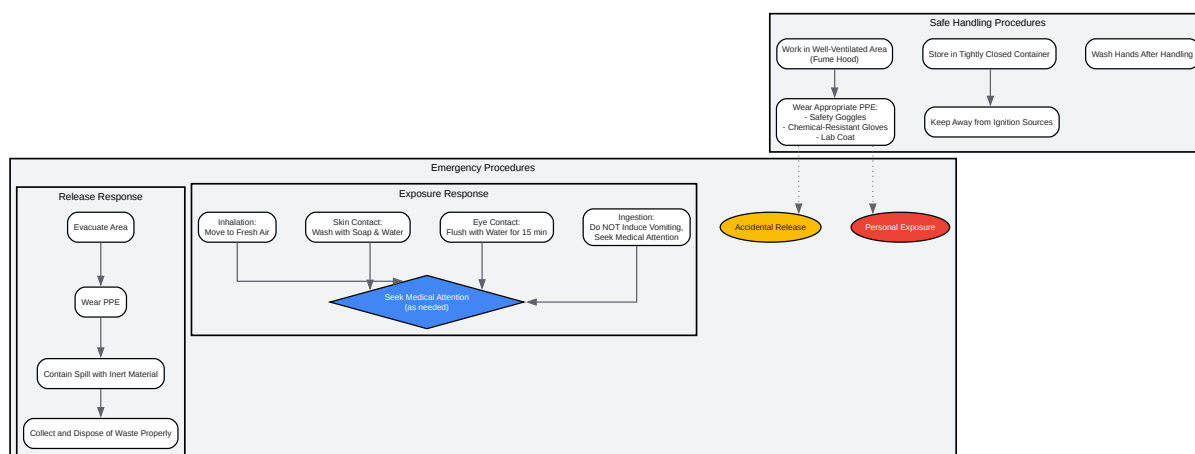 Safe Handling Procedures
Work in Well-Ventilated Area
(Fume Hood)
Store in Tightly Closed Container
Wash Hands After Handling
Wear Appropriate PPE:
- Safety Goggles
- Chemical-Resistant Gloves
- Lab Coat
Keep Away from Ignition Sources
Emergency Procedures
Release Response
Evacuate Area
Wear PPE
Contain Spill with Inert Material
Collect and Dispose of Waste Properly
Exposure Response
Inhalation:
Move to Fresh Air
Skin Contact:
Wash with Soap & Water
Eye Contact:
Flush with Water for 15 min
Ingestion:
Do NOT Induce Vomiting,
Seek Medical Attention
Seek Medical Attention
(as needed)
Accidental Release
Personal Exposure